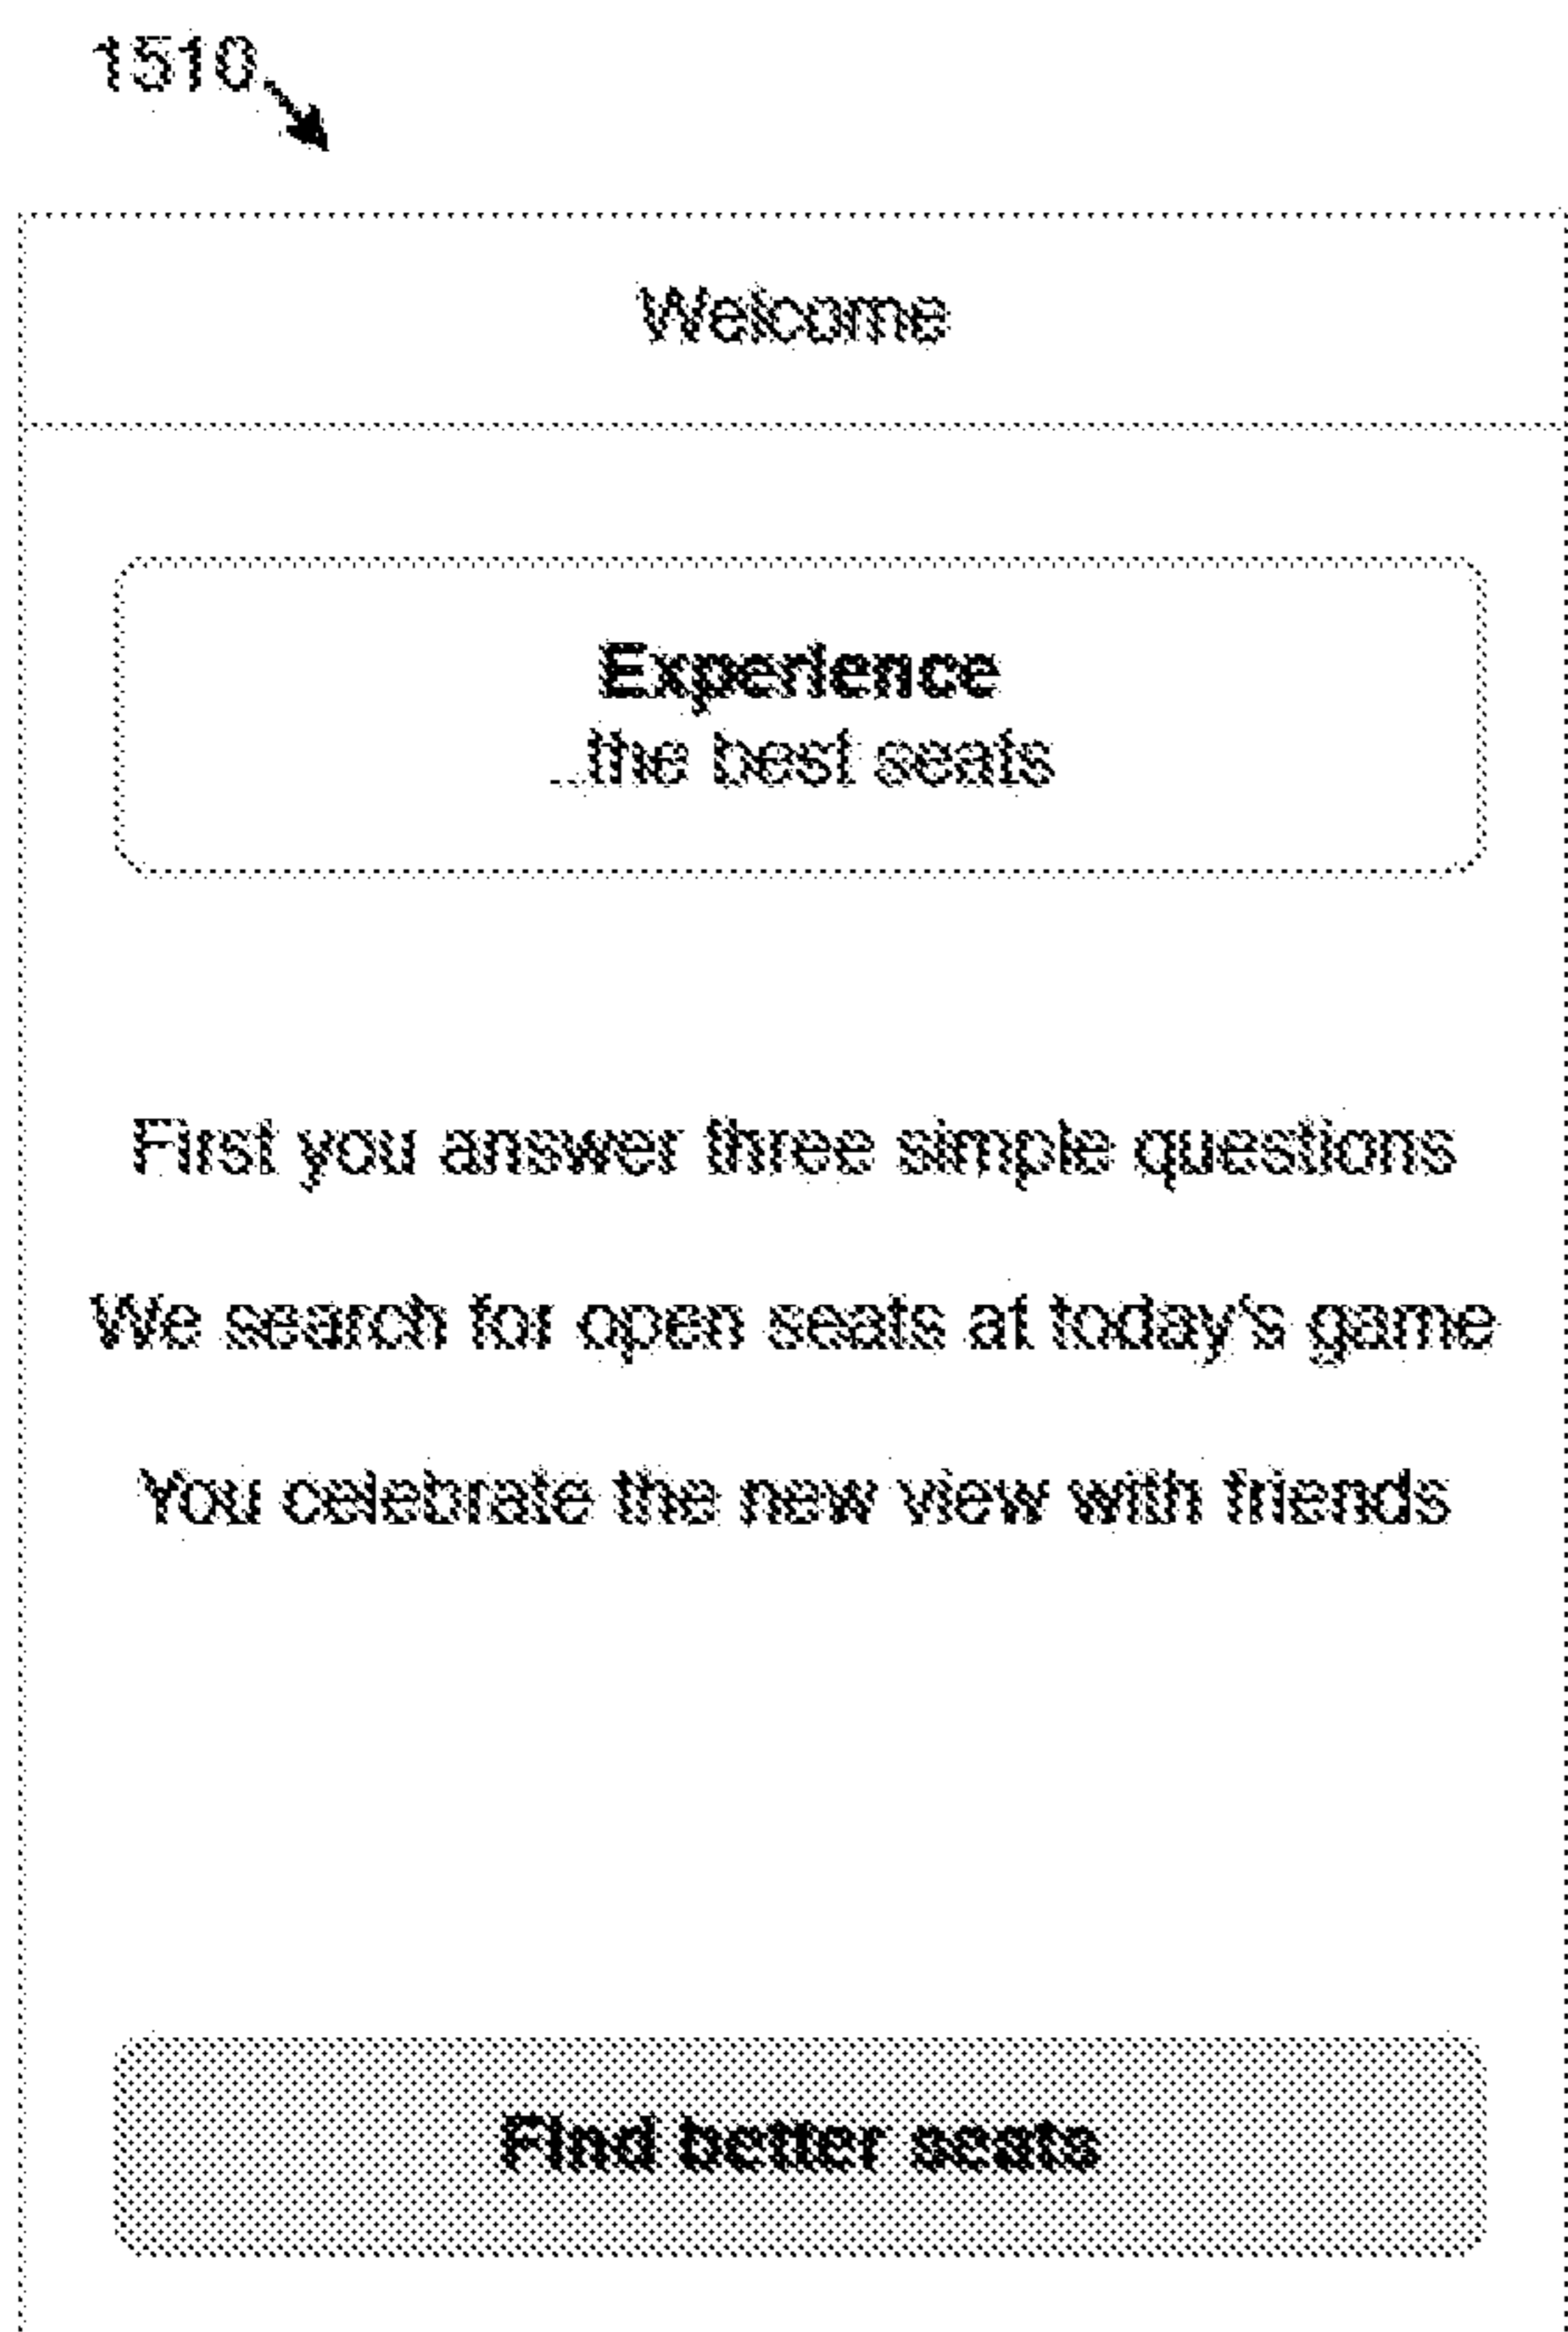 1510
Welcome
Experience
...the best seats
First you answer three simple questions
We search for open seats at today's game
You celebrate the new view with friends
Find better seats